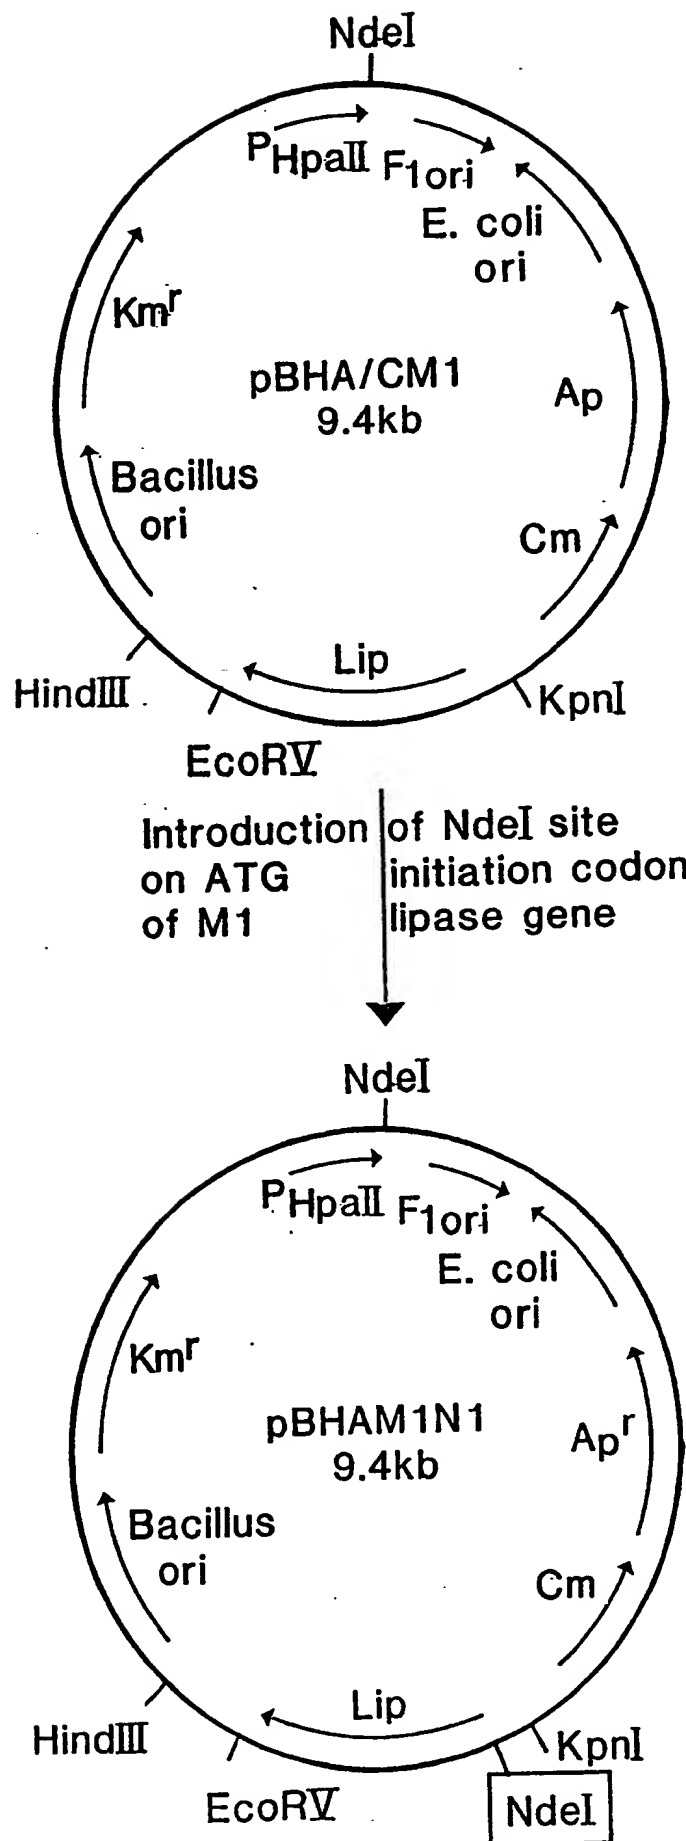 NdeI
PHpaII F1ori
E. coli
ori
Kmr
pBHA/CM1
9.4kb
Ap
Bacillus
ori
Cm
Lip
HindIII
KpnI
EcoRV
Introduction of NdeI site
on ATG initiation codon
of M1 lipase gene
NdeI
PHpaII F1ori
E. coli
ori
Kmr
pBHAM1N1
9.4kb
Apr
Bacillus
ori
Cm
Lip
HindIII
KpnI
EcoRV
NdeI